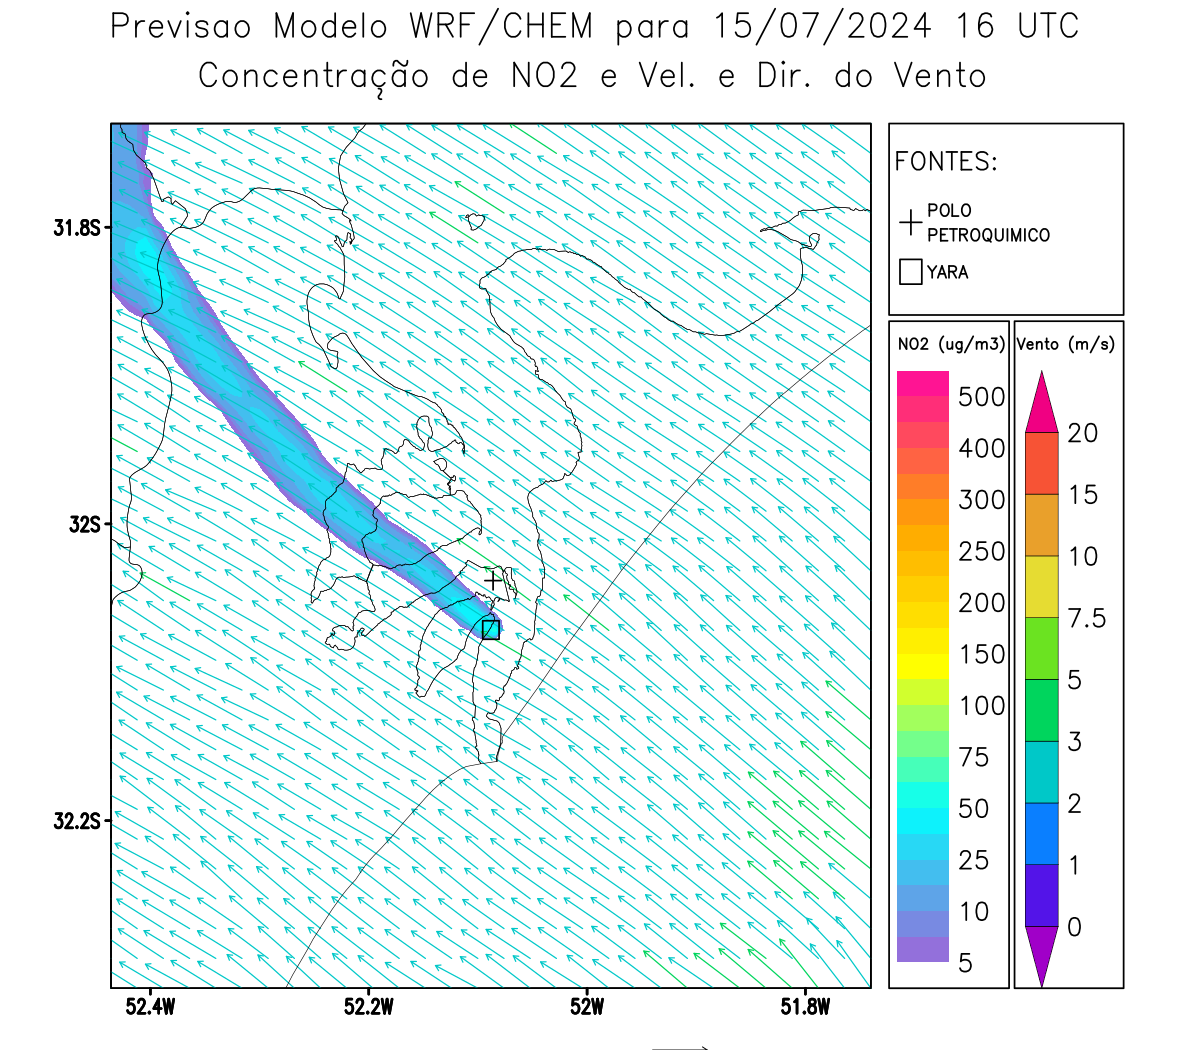 Previsao Modelo WRF/CHEM para 15/07/2024 16 UTC
Concentração de NO2 e Vel. e Dir. do Vento
FONTES:
POLO
PETROQUIMICO
YARA
NO2 (ug/m3)
500
400
300
250
200
150
100
75
50
25
10
5
Vento (m/s)
20
15
10
7.5
5
3
2
1
0
31.8S
32S
32.2S
52.4W
52.2W
52W
51.8W